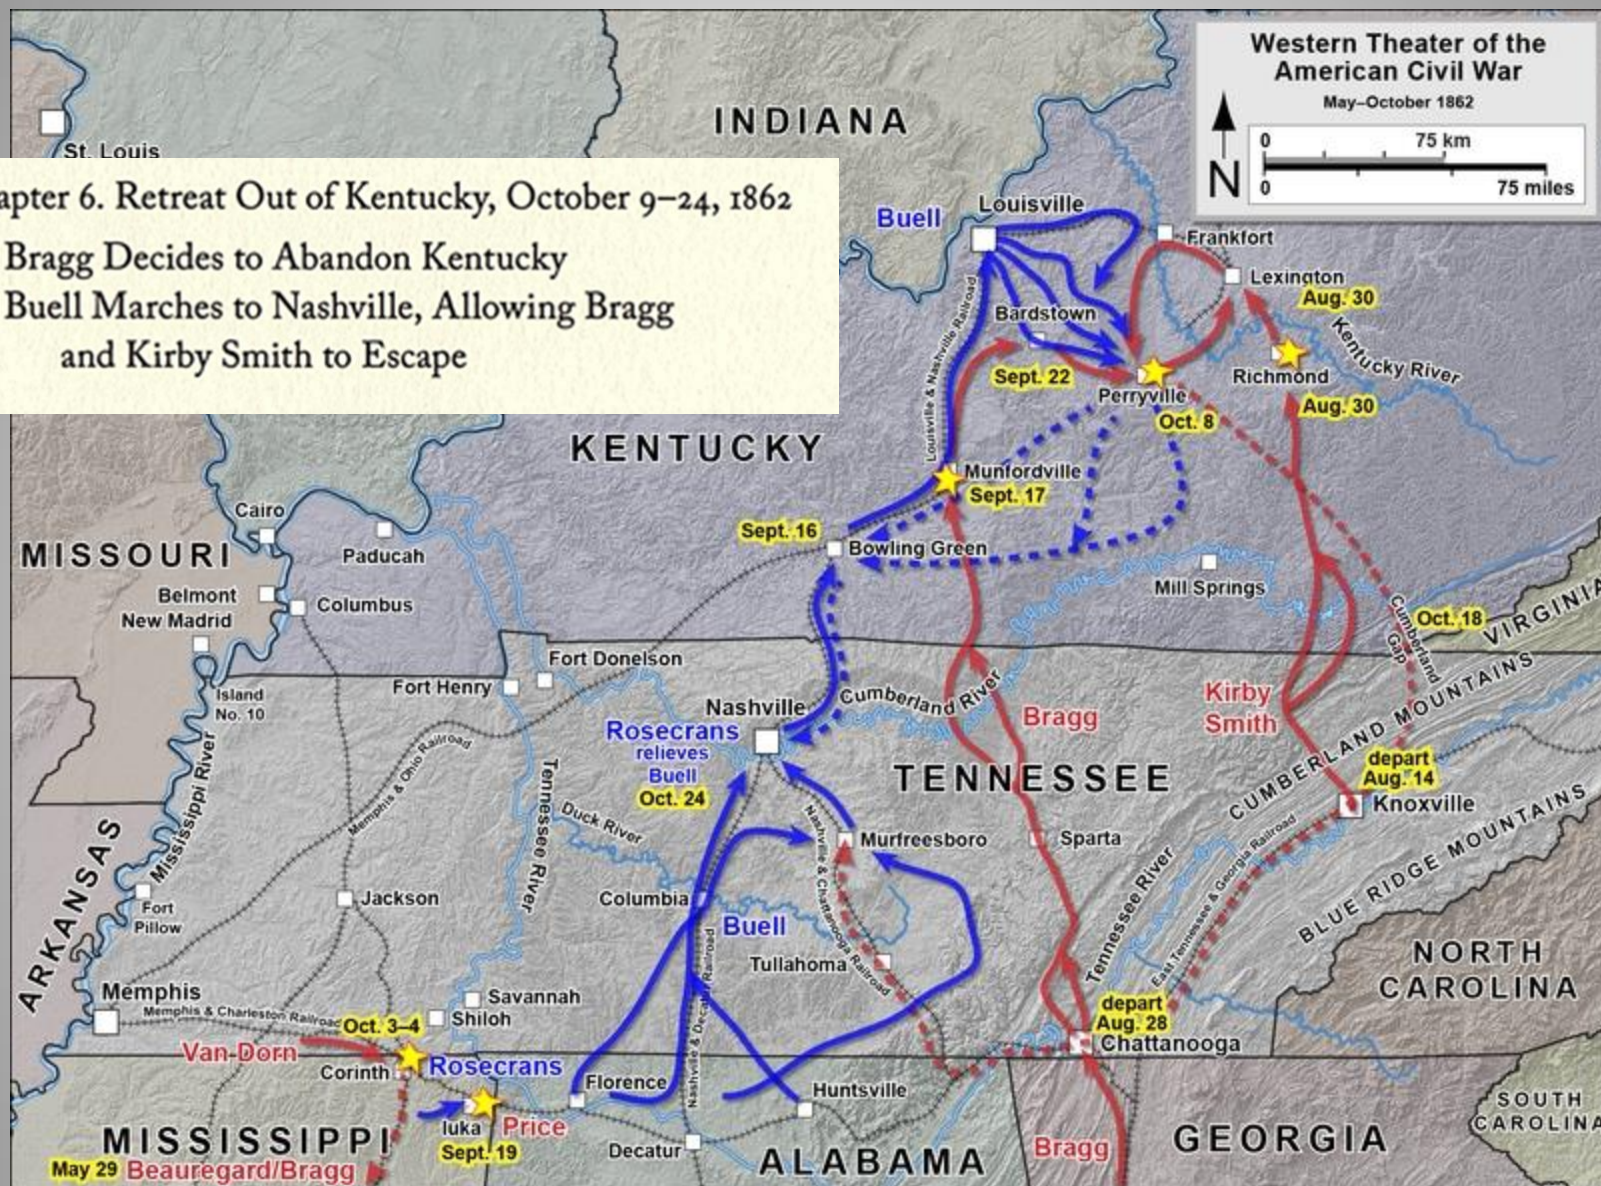 Western Theater of the
American Civil War
May–October 1862
N
0
75 km
0
75 miles
INDIANA
St. Louis
apter 6. Retreat Out of Kentucky, October 9–24, 1862
Bragg Decides to Abandon Kentucky
Buell Marches to Nashville, Allowing Bragg
and Kirby Smith to Escape
Buell
Louisville
Frankfort
Lexington
Aug. 30
Kentucky River
Louisville & Nashville Railroad
Bardstown
Sept. 22
Perryville
Oct. 8
Richmond
Aug. 30
KENTUCKY
Munfordville
Sept. 17
Sept. 16
Bowling Green
Mill Springs
Cairo
Paducah
MISSOURI
Belmont
Columbus
New Madrid
Island
No. 10
Fort Henry
Fort Donelson
Oct. 18
Cumberland
Gap
VIRGINIA
Nashville
Cumberland River
Rosecrans
relieves
Buell
Oct. 24
Bragg
Kirby
Smith
CUMBERLAND MOUNTAINS
depart
Aug. 14
Knoxville
TENNESSEE
Memphis & Ohio Railroad
Mississippi River
Tennessee River
Duck River
Nashville & Chattanooga Railroad
Murfreesboro
Sparta
East Tennessee & Georgia Railroad
BLUE RIDGE MOUNTAINS
ARKANSAS
Fort
Pillow
Jackson
Columbia
Buell
Tullahoma
Tennessee River
NORTH
CAROLINA
Memphis
Memphis & Charleston Railroad
Savannah
Shiloh
Nashville & Decatur Railroad
depart
Aug. 28
Chattanooga
Oct. 3–4
Van Dorn
Corinth
Rosecrans
Florence
Huntsville
Iuka
Price
Sept. 19
Decatur
MISSISSIPPI
May 29
Beauregard/Bragg
ALABAMA
Bragg
GEORGIA
SOUTH
CAROLINA